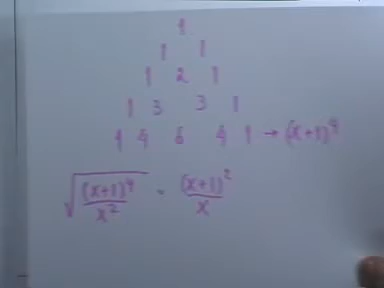 1
1 1
1 2 1
1 3 3 1
1 4 6 4 1 → (x+1)^4
√((x+1)^4/x^2) = (x+1)^2/x